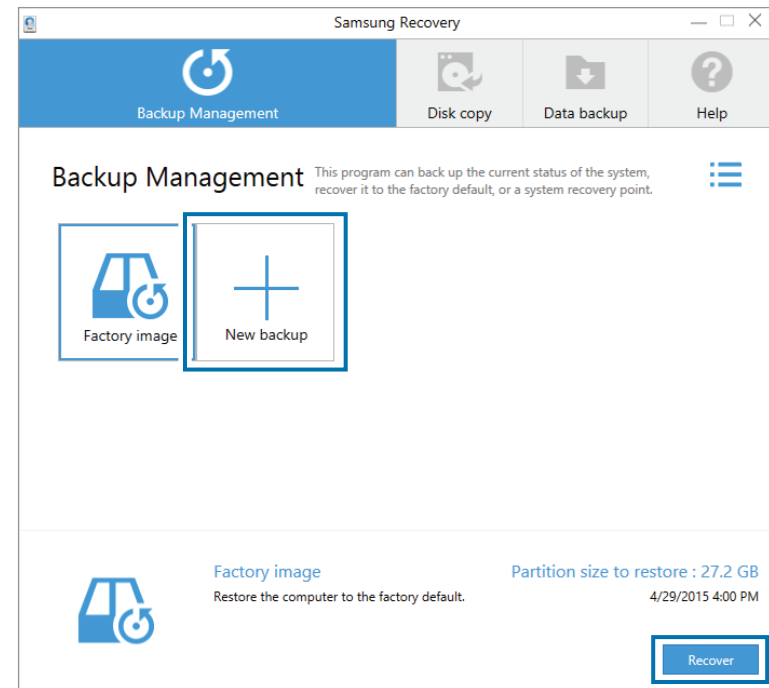 Samsung Recovery
Backup Management
Disk copy
Data backup
Help
Backup Management
This program can back up the current status of the system,
recover it to the factory default, or a system recovery point.
Factory image
New backup
Factory image
Restore the computer to the factory default.
Partition size to restore : 27.2 GB
4/29/2015 4:00 PM
Recover